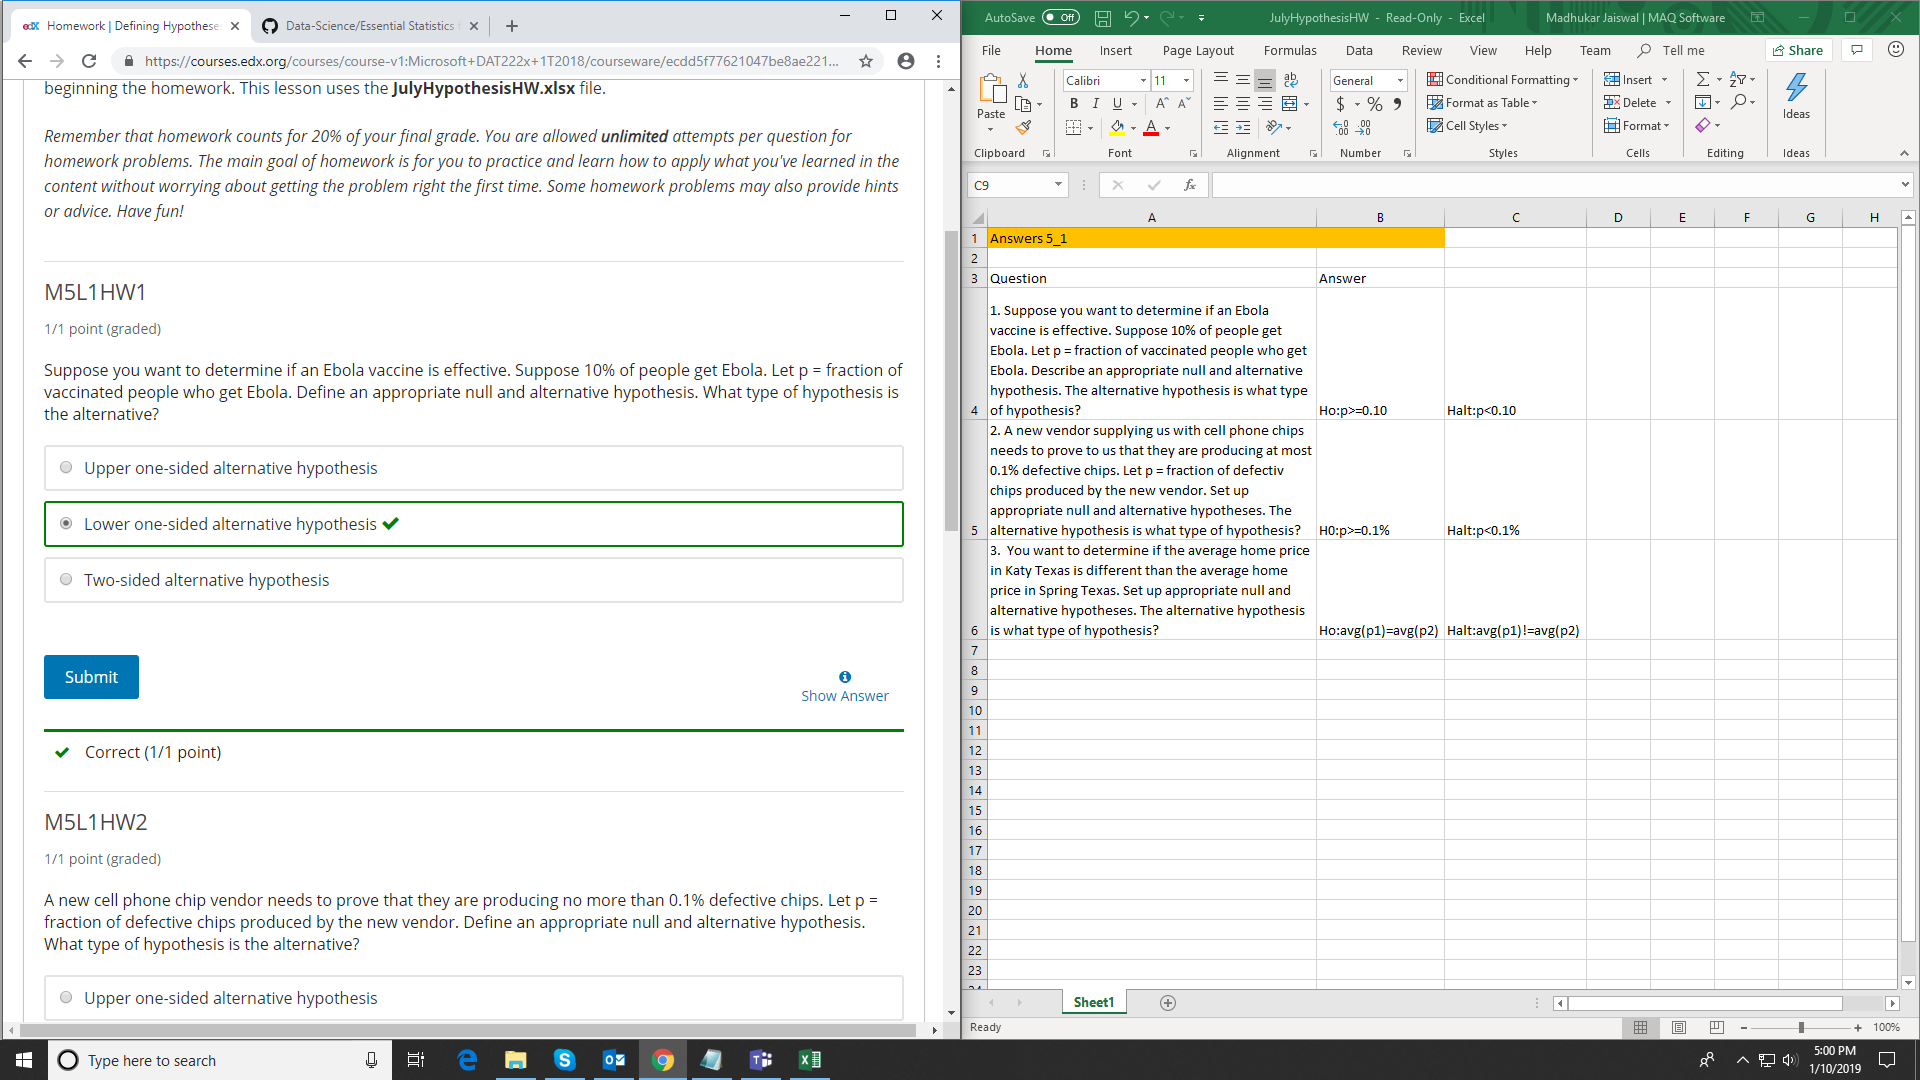 Homework | Defining Hypothese
Data-Science/Essential Statistics
https://courses.edx.org/courses/course-v1:Microsoft+DAT222x+1T2018/courseware/ecdd5f77621047be8ae221...
beginning the homework. This lesson uses the JulyHypothesisHW.xlsx file.
Remember that homework counts for 20% of your final grade. You are allowed unlimited attempts per question for
homework problems. The main goal of homework is for you to practice and learn how to apply what you've learned in the
content without worrying about getting the problem right the first time. Some homework problems may also provide hints
or advice. Have fun!
M5L1HW1
1/1 point (graded)
Suppose you want to determine if an Ebola vaccine is effective. Suppose 10% of people get Ebola. Let p = fraction of
vaccinated people who get Ebola. Define an appropriate null and alternative hypothesis. What type of hypothesis is
the alternative?
Upper one-sided alternative hypothesis
Lower one-sided alternative hypothesis
Two-sided alternative hypothesis
Submit
Show Answer
Correct (1/1 point)
M5L1HW2
1/1 point (graded)
A new cell phone chip vendor needs to prove that they are producing no more than 0.1% defective chips. Let p =
fraction of defective chips produced by the new vendor. Define an appropriate null and alternative hypothesis.
What type of hypothesis is the alternative?
Upper one-sided alternative hypothesis
AutoSave Off JulyHypothesisHW - Read-Only - Excel Madhukar Jaiswal | MAQ Software
File Home Insert Page Layout Formulas Data Review View Help Team Tell me Share
Paste
Calibri 11
B I U
General
Conditional Formatting
Format as Table
Cell Styles
Insert
Delete
Format
Ideas
Clipboard Font Alignment Number Styles Cells Editing Ideas
C9 fx
A B C D E F G H
1 Answers 5_1
2
3 Question Answer
1. Suppose you want to determine if an Ebola
vaccine is effective. Suppose 10% of people get
Ebola. Let p = fraction of vaccinated people who get
Ebola. Describe an appropriate null and alternative
hypothesis. The alternative hypothesis is what type
4 of hypothesis? Ho:p>=0.10 Halt:p<0.10
2. A new vendor supplying us with cell phone chips
needs to prove to us that they are producing at most
0.1% defective chips. Let p = fraction of defectiv
chips produced by the new vendor. Set up
appropriate null and alternative hypotheses. The
5 alternative hypothesis is what type of hypothesis? H0:p>=0.1% Halt:p<0.1%
3. You want to determine if the average home price
in Katy Texas is different than the average home
price in Spring Texas. Set up appropriate null and
alternative hypotheses. The alternative hypothesis
6 is what type of hypothesis? Ho:avg(p1)=avg(p2) Halt:avg(p1)!=avg(p2)
7
8
9
10
11
12
13
14
15
16
17
18
19
20
21
22
23
Sheet1
Ready
100%
Type here to search
5:00 PM
1/10/2019